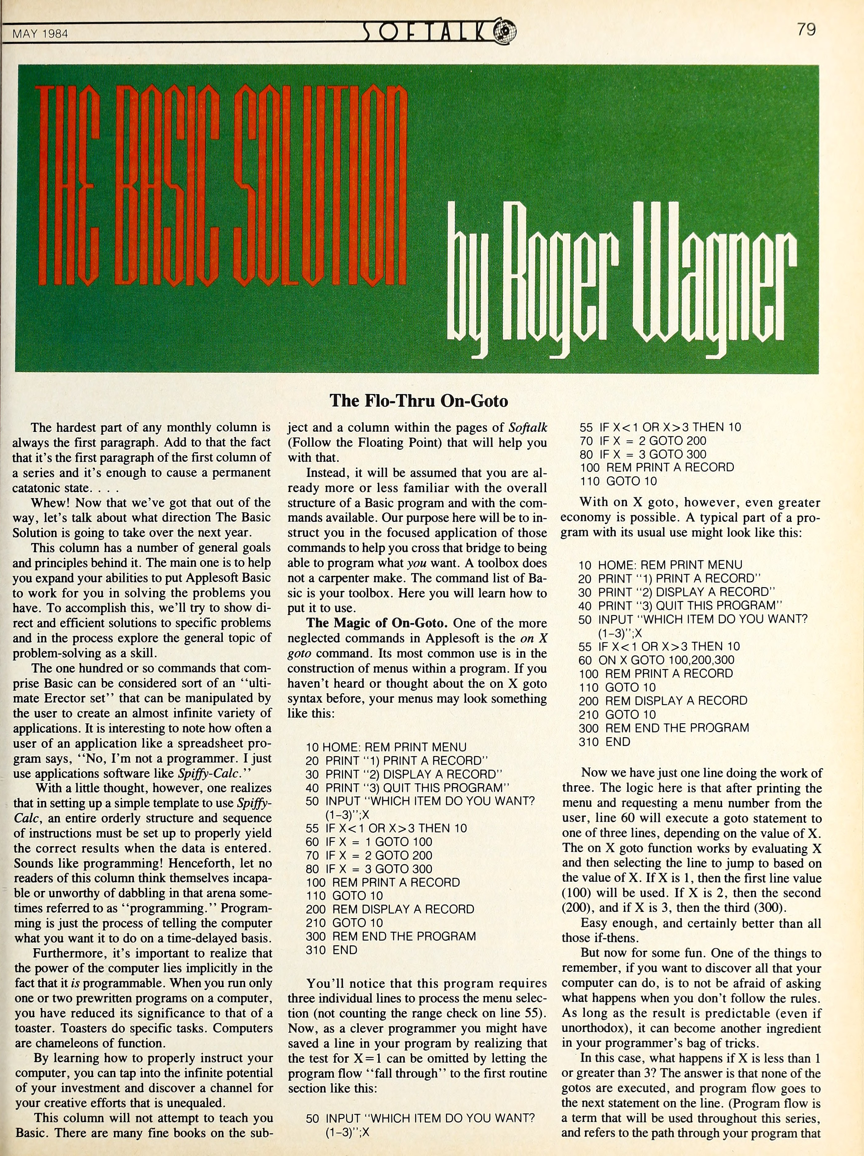 MAY 1984
SOFTALK
79
THE BASIC SOLUTION
by Roger Wagner
The Flo-Thru On-Goto
The hardest part of any monthly column is
always the first paragraph. Add to that the fact
that it's the first paragraph of the first column of
a series and it's enough to cause a permanent
catatonic state. . . .
Whew! Now that we've got that out of the
way, let's talk about what direction The Basic
Solution is going to take over the next year.
This column has a number of general goals
and principles behind it. The main one is to help
you expand your abilities to put Applesoft Basic
to work for you in solving the problems you
have. To accomplish this, we'll try to show di-
rect and efficient solutions to specific problems
and in the process explore the general topic of
problem-solving as a skill.
The one hundred or so commands that com-
prise Basic can be considered sort of an ''ulti-
mate Erector set'' that can be manipulated by
the user to create an almost infinite variety of
applications. It is interesting to note how often a
user of an application like a spreadsheet pro-
gram says, ''No, I'm not a programmer. I just
use applications software like Spiffy-Calc.''
With a little thought, however, one realizes
that in setting up a simple template to use Spiffy-
Calc, an entire orderly structure and sequence
of instructions must be set up to properly yield
the correct results when the data is entered.
Sounds like programming! Henceforth, let no
readers of this column think themselves incapa-
ble or unworthy of dabbling in that arena some-
times referred to as ''programming.'' Program-
ming is just the process of telling the computer
what you want it to do on a time-delayed basis.
Furthermore, it's important to realize that
the power of the computer lies implicitly in the
fact that it is programmable. When you run only
one or two prewritten programs on a computer,
you have reduced its significance to that of a
toaster. Toasters do specific tasks. Computers
are chameleons of function.
By learning how to properly instruct your
computer, you can tap into the infinite potential
of your investment and discover a channel for
your creative efforts that is unequaled.
This column will not attempt to teach you
Basic. There are many fine books on the sub-
ject and a column within the pages of Softalk
(Follow the Floating Point) that will help you
with that.
Instead, it will be assumed that you are al-
ready more or less familiar with the overall
structure of a Basic program and with the com-
mands available. Our purpose here will be to in-
struct you in the focused application of those
commands to help you cross that bridge to being
able to program what you want. A toolbox does
not a carpenter make. The command list of Ba-
sic is your toolbox. Here you will learn how to
put it to use.
The Magic of On-Goto. One of the more
neglected commands in Applesoft is the on X
goto command. Its most common use is in the
construction of menus within a program. If you
haven't heard or thought about the on X goto
syntax before, your menus may look something
like this:
10 HOME: REM PRINT MENU
20 PRINT ''1) PRINT A RECORD''
30 PRINT ''2) DISPLAY A RECORD''
40 PRINT ''3) QUIT THIS PROGRAM''
50 INPUT ''WHICH ITEM DO YOU WANT?
(1-3)'';X
55 IF X<1 OR X>3 THEN 10
60 IF X = 1 GOTO 100
70 IF X = 2 GOTO 200
80 IF X = 3 GOTO 300
100 REM PRINT A RECORD
110 GOTO 10
200 REM DISPLAY A RECORD
210 GOTO 10
300 REM END THE PROGRAM
310 END
You'll notice that this program requires
three individual lines to process the menu selec-
tion (not counting the range check on line 55).
Now, as a clever programmer you might have
saved a line in your program by realizing that
the test for X=1 can be omitted by letting the
program flow ''fall through'' to the first routine
section like this:
50 INPUT ''WHICH ITEM DO YOU WANT?
(1-3)'';X
55 IF X<1 OR X>3 THEN 10
70 IF X = 2 GOTO 200
80 IF X = 3 GOTO 300
100 REM PRINT A RECORD
110 GOTO 10
With on X goto, however, even greater
economy is possible. A typical part of a pro-
gram with its usual use might look like this:
10 HOME: REM PRINT MENU
20 PRINT ''1) PRINT A RECORD''
30 PRINT ''2) DISPLAY A RECORD''
40 PRINT ''3) QUIT THIS PROGRAM''
50 INPUT ''WHICH ITEM DO YOU WANT?
(1-3)'';X
55 IF X<1 OR X>3 THEN 10
60 ON X GOTO 100,200,300
100 REM PRINT A RECORD
110 GOTO 10
200 REM DISPLAY A RECORD
210 GOTO 10
300 REM END THE PROGRAM
310 END
Now we have just one line doing the work of
three. The logic here is that after printing the
menu and requesting a menu number from the
user, line 60 will execute a goto statement to
one of three lines, depending on the value of X.
The on X goto function works by evaluating X
and then selecting the line to jump to based on
the value of X. If X is 1, then the first line value
(100) will be used. If X is 2, then the second
(200), and if X is 3, then the third (300).
Easy enough, and certainly better than all
those if-thens.
But now for some fun. One of the things to
remember, if you want to discover all that your
computer can do, is to not be afraid of asking
what happens when you don't follow the rules.
As long as the result is predictable (even if
unorthodox), it can become another ingredient
in your programmer's bag of tricks.
In this case, what happens if X is less than 1
or greater than 3? The answer is that none of the
gotos are executed, and program flow goes to
the next statement on the line. (Program flow is
a term that will be used throughout this series,
and refers to the path through your program that